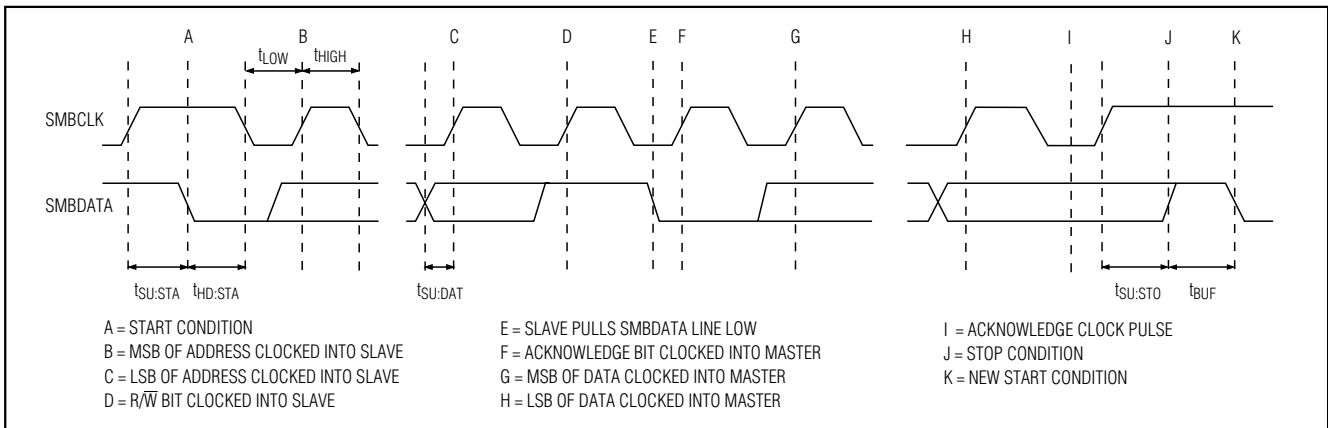 A B C D E F G H I J K
tLOW tHIGH
SMBCLK
SMBDATA
tSU:STA tHD:STA tSU:DAT tSU:STO tBUF
A = START CONDITION
B = MSB OF ADDRESS CLOCKED INTO SLAVE
C = LSB OF ADDRESS CLOCKED INTO SLAVE
D = R/W̅ BIT CLOCKED INTO SLAVE
E = SLAVE PULLS SMBDATA LINE LOW
F = ACKNOWLEDGE BIT CLOCKED INTO MASTER
G = MSB OF DATA CLOCKED INTO MASTER
H = LSB OF DATA CLOCKED INTO MASTER
I = ACKNOWLEDGE CLOCK PULSE
J = STOP CONDITION
K = NEW START CONDITION